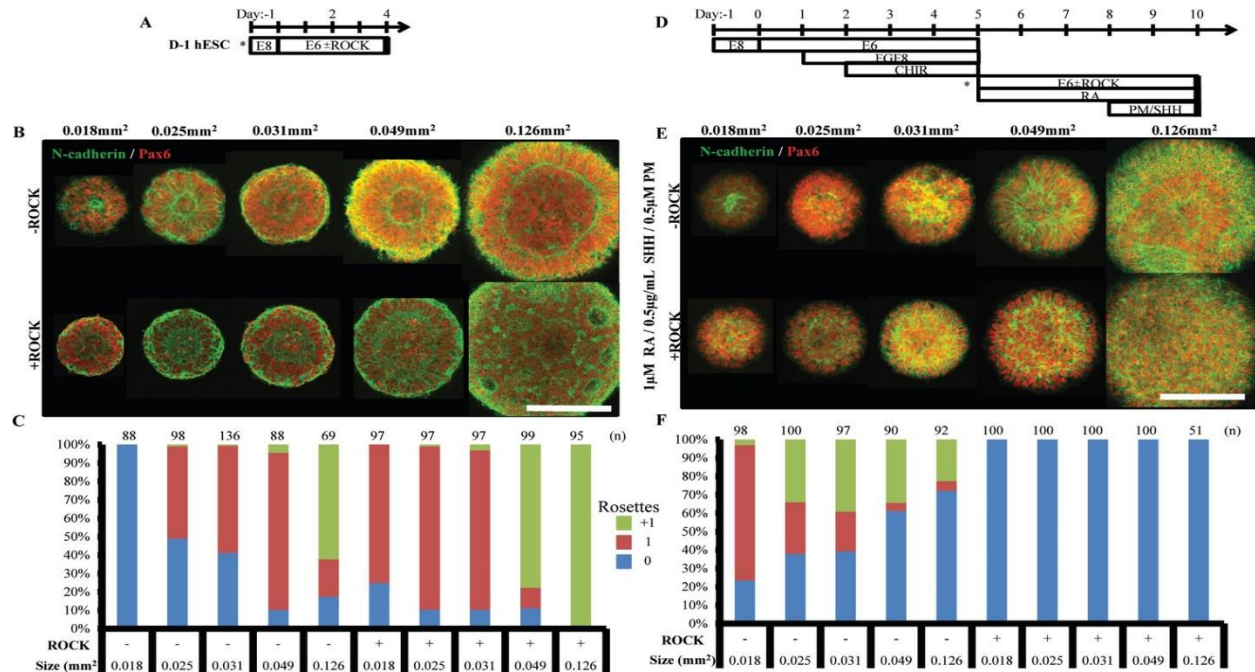 A
Day:-1 2 4
D-1 hESC * E8 E6 ±ROCK
B
0.018mm² 0.025mm² 0.031mm² 0.049mm² 0.126mm²
N-cadherin / Pax6
-ROCK
+ROCK
C
88 98 136 88 69 97 97 97 99 95 (n)
100%
90%
80%
70%
60%
50%
40%
30%
20%
10%
0%
Rosettes
+1
1
0
ROCK - - - - - + + + + +
Size (mm²) 0.018 0.025 0.031 0.049 0.126 0.018 0.025 0.031 0.049 0.126
D
Day:-1 0 1 2 3 4 5 6 7 8 9 10
E8 E6
FGF8
CHIR
* E6±ROCK
RA
PM/SHH
E
0.018mm² 0.025mm² 0.031mm² 0.049mm² 0.126mm²
N-cadherin / Pax6
1µM RA / 0.5µg/mL SHH / 0.5µM PM
-ROCK
+ROCK
F
98 100 97 90 92 100 100 100 100 51 (n)
100%
90%
80%
70%
60%
50%
40%
30%
20%
10%
0%
ROCK - - - - - + + + + +
Size (mm²) 0.018 0.025 0.031 0.049 0.126 0.018 0.025 0.031 0.049 0.126